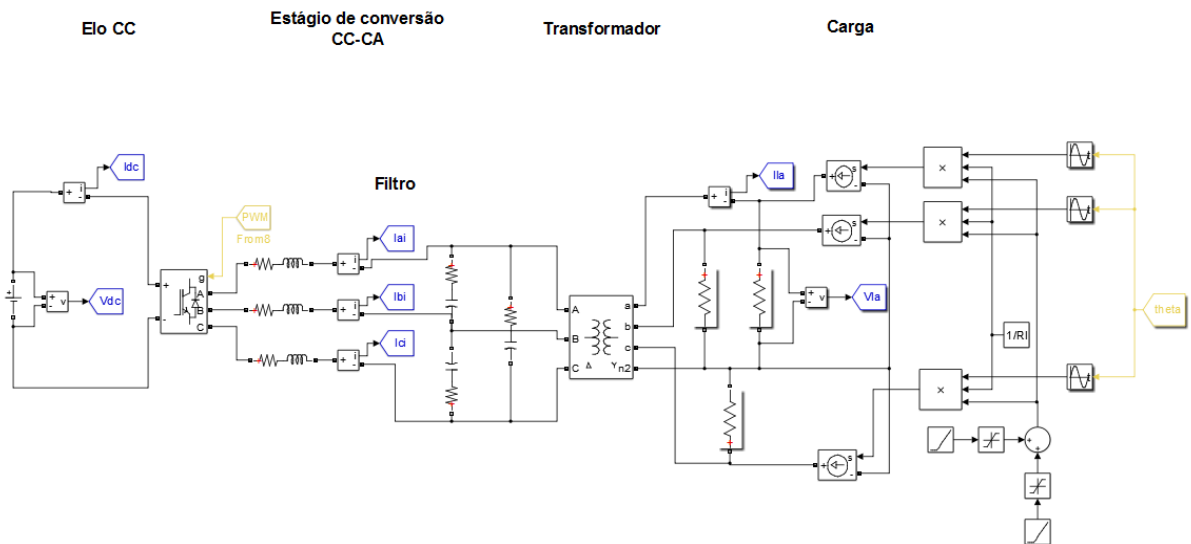 Elo CC
Estágio de conversão
CC-CA
Transformador
Carga
Filtro
Idc
Vdc
PWM
From8
Iai
Ibi
Ici
Ila
Vla
theta
1/Rl
g
A
B
C
+
-
i
+
-
v
+
-
A
B
C
a
b
c
n2
Δ
Y
s
+
-
×
×
×
t